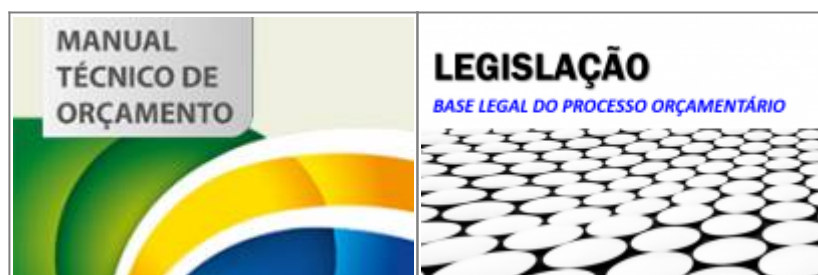 MANUAL
TÉCNICO DE
ORÇAMENTO
LEGISLAÇÃO
BASE LEGAL DO PROCESSO ORÇAMENTÁRIO